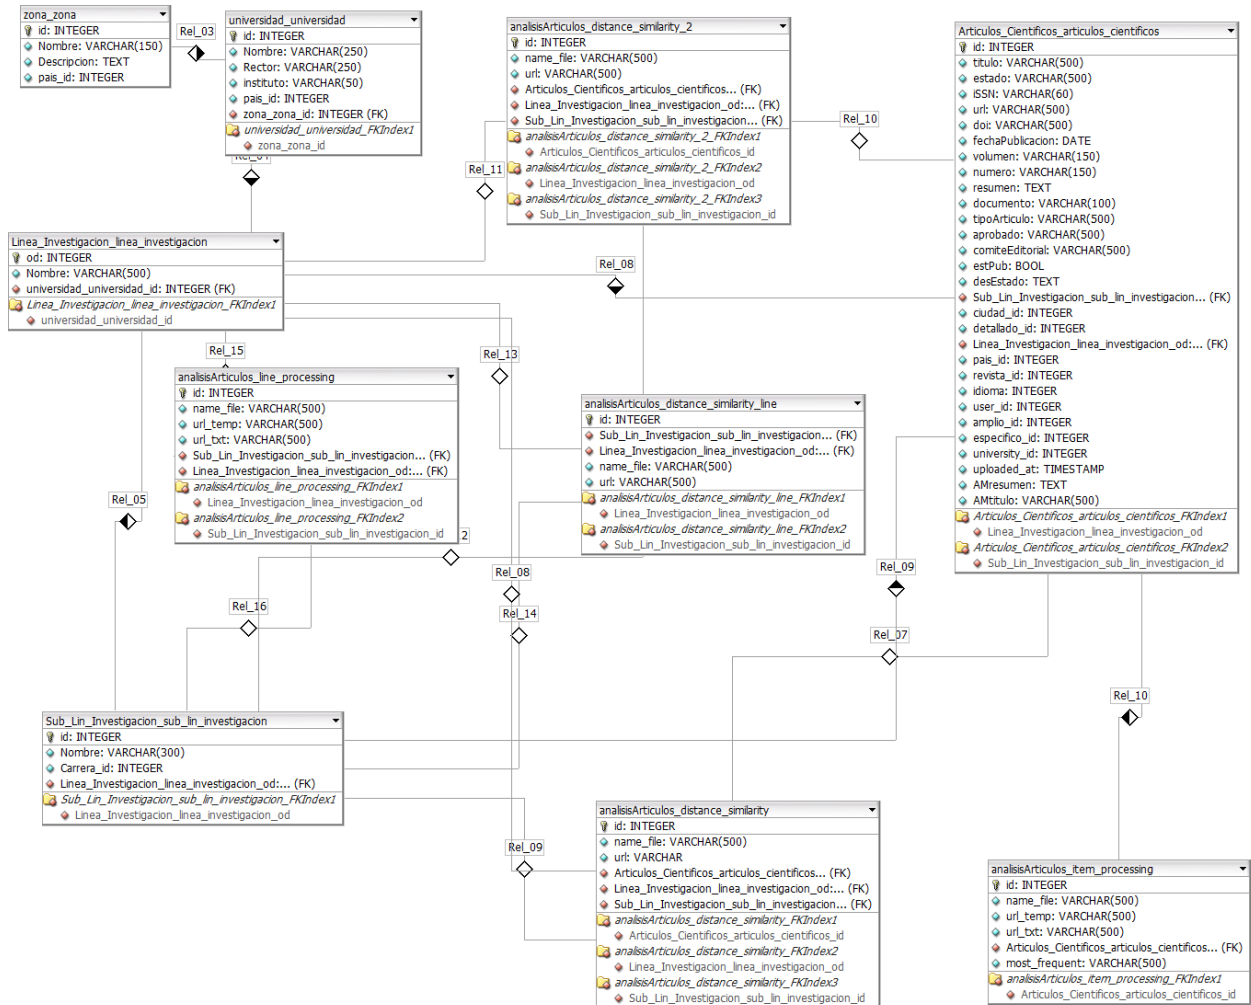 zona_zona
id: INTEGER
Nombre: VARCHAR(150)
Descripcion: TEXT
pais_id: INTEGER
Rel_03
universidad_universidad
id: INTEGER
Nombre: VARCHAR(250)
Rector: VARCHAR(250)
instituto: VARCHAR(50)
pais_id: INTEGER
zona_zona_id: INTEGER (FK)
universidad_universidad_FKIndex1
zona_zona_id
analisisArticulos_distance_similarity_2
id: INTEGER
name_file: VARCHAR(500)
url: VARCHAR(500)
Articulos_Cientificos_articulos_cientificos... (FK)
Linea_Investigacion_linea_investigacion_od:... (FK)
Sub_Lin_Investigacion_sub_lin_investigacion... (FK)
analisisArticulos_distance_similarity_2_FKIndex1
Articulos_Cientificos_articulos_cientificos_id
analisisArticulos_distance_similarity_2_FKIndex2
Linea_Investigacion_linea_investigacion_od
analisisArticulos_distance_similarity_2_FKIndex3
Sub_Lin_Investigacion_sub_lin_investigacion_id
Rel_10
Rel_11
Articulos_Cientificos_articulos_cientificos
id: INTEGER
titulo: VARCHAR(500)
estado: VARCHAR(500)
iSSN: VARCHAR(60)
url: VARCHAR(500)
doi: VARCHAR(500)
fechaPublicacion: DATE
volumen: VARCHAR(150)
numero: VARCHAR(150)
resumen: TEXT
documento: VARCHAR(100)
tipoArticulo: VARCHAR(500)
aprobado: VARCHAR(500)
comiteEditorial: VARCHAR(500)
estPub: BOOL
desEstado: TEXT
Sub_Lin_Investigacion_sub_lin_investigacion... (FK)
ciudad_id: INTEGER
detallado_id: INTEGER
Linea_Investigacion_linea_investigacion_od:... (FK)
pais_id: INTEGER
revista_id: INTEGER
idioma: INTEGER
user_id: INTEGER
amplio_id: INTEGER
especifico_id: INTEGER
university_id: INTEGER
uploaded_at: TIMESTAMP
AMresumen: TEXT
AMtitulo: VARCHAR(500)
Articulos_Cientificos_articulos_cientificos_FKIndex1
Linea_Investigacion_linea_investigacion_od
Articulos_Cientificos_articulos_cientificos_FKIndex2
Sub_Lin_Investigacion_sub_lin_investigacion_id
Linea_Investigacion_linea_investigacion
od: INTEGER
Nombre: VARCHAR(500)
universidad_universidad_id: INTEGER (FK)
Linea_Investigacion_linea_investigacion_FKIndex1
universidad_universidad_id
Rel_08
Rel_15
Rel_13
analisisArticulos_line_processing
id: INTEGER
name_file: VARCHAR(500)
url_temp: VARCHAR(500)
url_txt: VARCHAR(500)
Sub_Lin_Investigacion_sub_lin_investigacion... (FK)
Linea_Investigacion_linea_investigacion_od:... (FK)
analisisArticulos_line_processing_FKIndex1
Linea_Investigacion_linea_investigacion_od
analisisArticulos_line_processing_FKIndex2
Sub_Lin_Investigacion_sub_lin_investigacion_id
2
analisisArticulos_distance_similarity_line
id: INTEGER
Sub_Lin_Investigacion_sub_lin_investigacion... (FK)
Linea_Investigacion_linea_investigacion_od:... (FK)
name_file: VARCHAR(500)
url: VARCHAR(500)
analisisArticulos_distance_similarity_line_FKIndex1
Linea_Investigacion_linea_investigacion_od
analisisArticulos_distance_similarity_line_FKIndex2
Sub_Lin_Investigacion_sub_lin_investigacion_id
Rel_05
Rel_08
Rel_09
Rel_16
Rel_14
Rel_07
Rel_10
Sub_Lin_Investigacion_sub_lin_investigacion
id: INTEGER
Nombre: VARCHAR(300)
Carrera_id: INTEGER
Linea_Investigacion_linea_investigacion_od:... (FK)
Sub_Lin_Investigacion_sub_lin_investigacion_FKIndex1
Linea_Investigacion_linea_investigacion_od
Rel_09
analisisArticulos_distance_similarity
id: INTEGER
name_file: VARCHAR(500)
url: VARCHAR
Articulos_Cientificos_articulos_cientificos... (FK)
Linea_Investigacion_linea_investigacion_od:... (FK)
Sub_Lin_Investigacion_sub_lin_investigacion... (FK)
analisisArticulos_distance_similarity_FKIndex1
Articulos_Cientificos_articulos_cientificos_id
analisisArticulos_distance_similarity_FKIndex2
Linea_Investigacion_linea_investigacion_od
analisisArticulos_distance_similarity_FKIndex3
Sub_Lin_Investigacion_sub_lin_investigacion_id
analisisArticulos_item_processing
id: INTEGER
name_file: VARCHAR(500)
url_temp: VARCHAR(500)
url_txt: VARCHAR(500)
Articulos_Cientificos_articulos_cientificos... (FK)
most_frequent: VARCHAR(500)
analisisArticulos_item_processing_FKIndex1
Articulos_Cientificos_articulos_cientificos_id